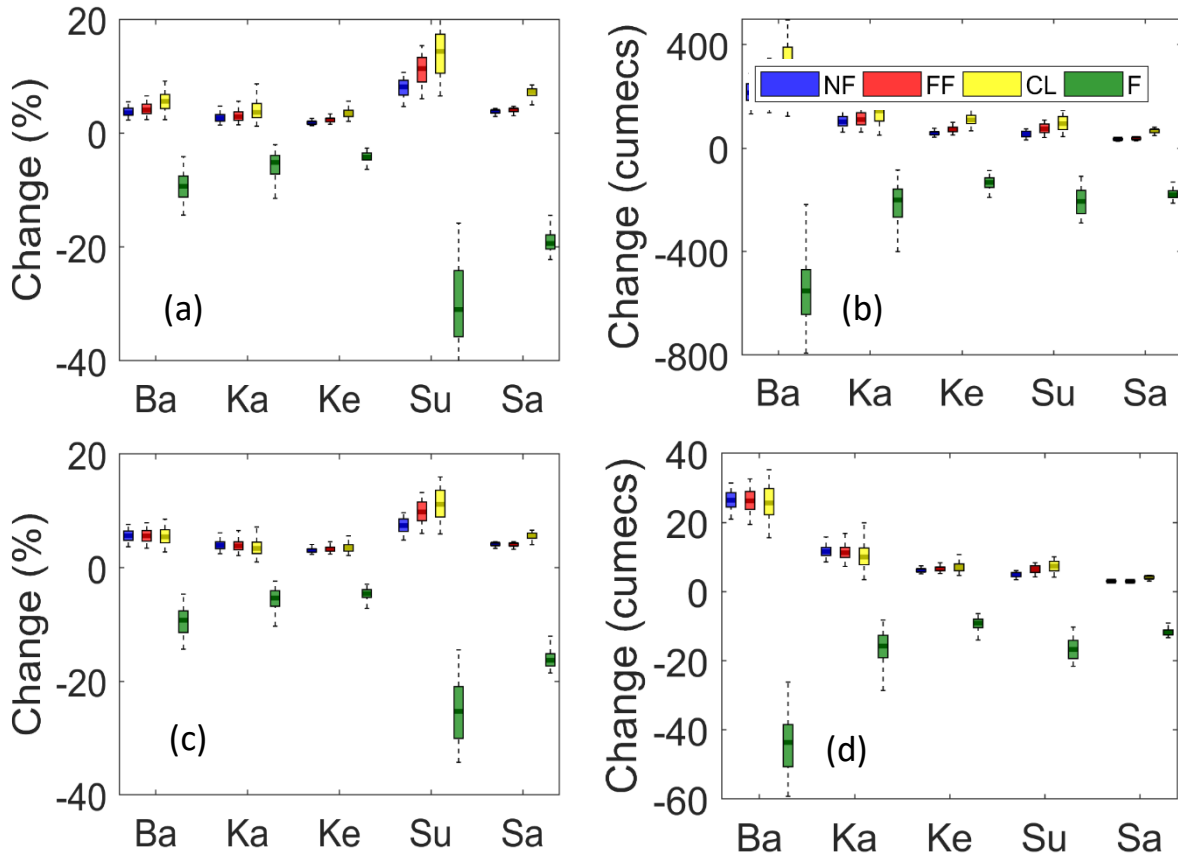 20
0
-20
-40
Change (%)
(a)
Ba Ka Ke Su Sa
400
0
-400
-800
Change (cumecs)
NF FF CL F
(b)
Ba Ka Ke Su Sa
20
0
-20
-40
Change (%)
(c)
Ba Ka Ke Su Sa
40
20
0
-20
-40
-60
Change (cumecs)
(d)
Ba Ka Ke Su Sa